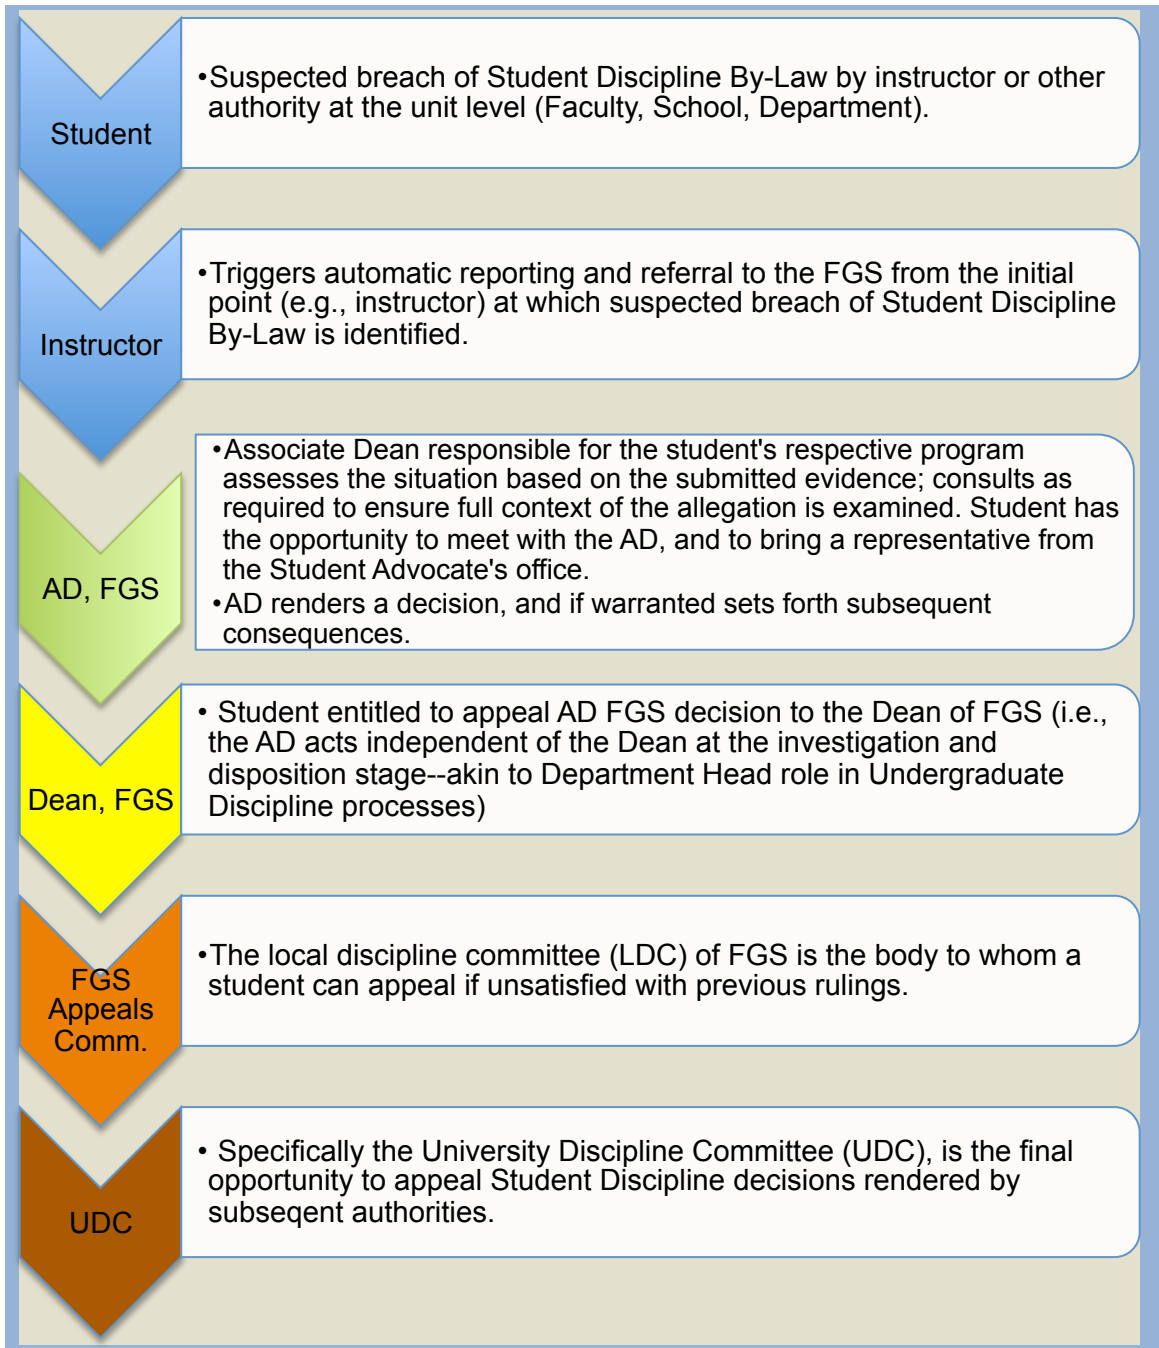 Student
•Suspected breach of Student Discipline By-Law by instructor or other
authority at the unit level (Faculty, School, Department).
Instructor
•Triggers automatic reporting and referral to the FGS from the initial
point (e.g., instructor) at which suspected breach of Student Discipline
By-Law is identified.
AD, FGS
•Associate Dean responsible for the student's respective program
assesses the situation based on the submitted evidence; consults as
required to ensure full context of the allegation is examined. Student has
the opportunity to meet with the AD, and to bring a representative from
the Student Advocate's office.
•AD renders a decision, and if warranted sets forth subsequent
consequences.
Dean, FGS
• Student entitled to appeal AD FGS decision to the Dean of FGS (i.e.,
the AD acts independent of the Dean at the investigation and
disposition stage--akin to Department Head role in Undergraduate
Discipline processes)
FGS
Appeals
Comm.
•The local discipline committee (LDC) of FGS is the body to whom a
student can appeal if unsatisfied with previous rulings.
UDC
• Specifically the University Discipline Committee (UDC), is the final
opportunity to appeal Student Discipline decisions rendered by
subseqent authorities.